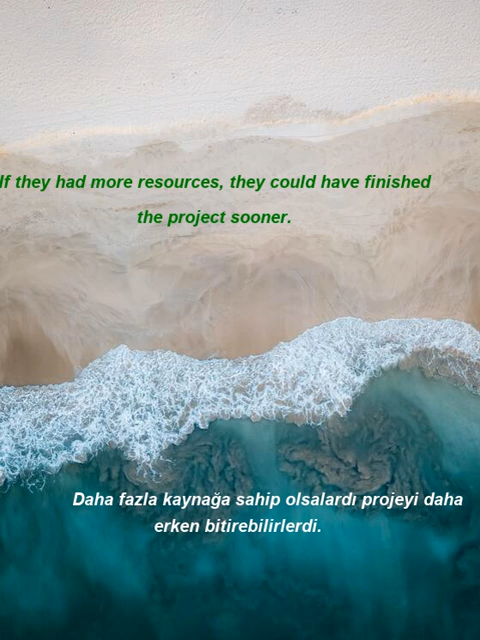 If they had more resources, they could have finished
the project sooner.
Daha fazla kaynağa sahip olsalardı projeyi daha
erken bitirebilirlerdi.